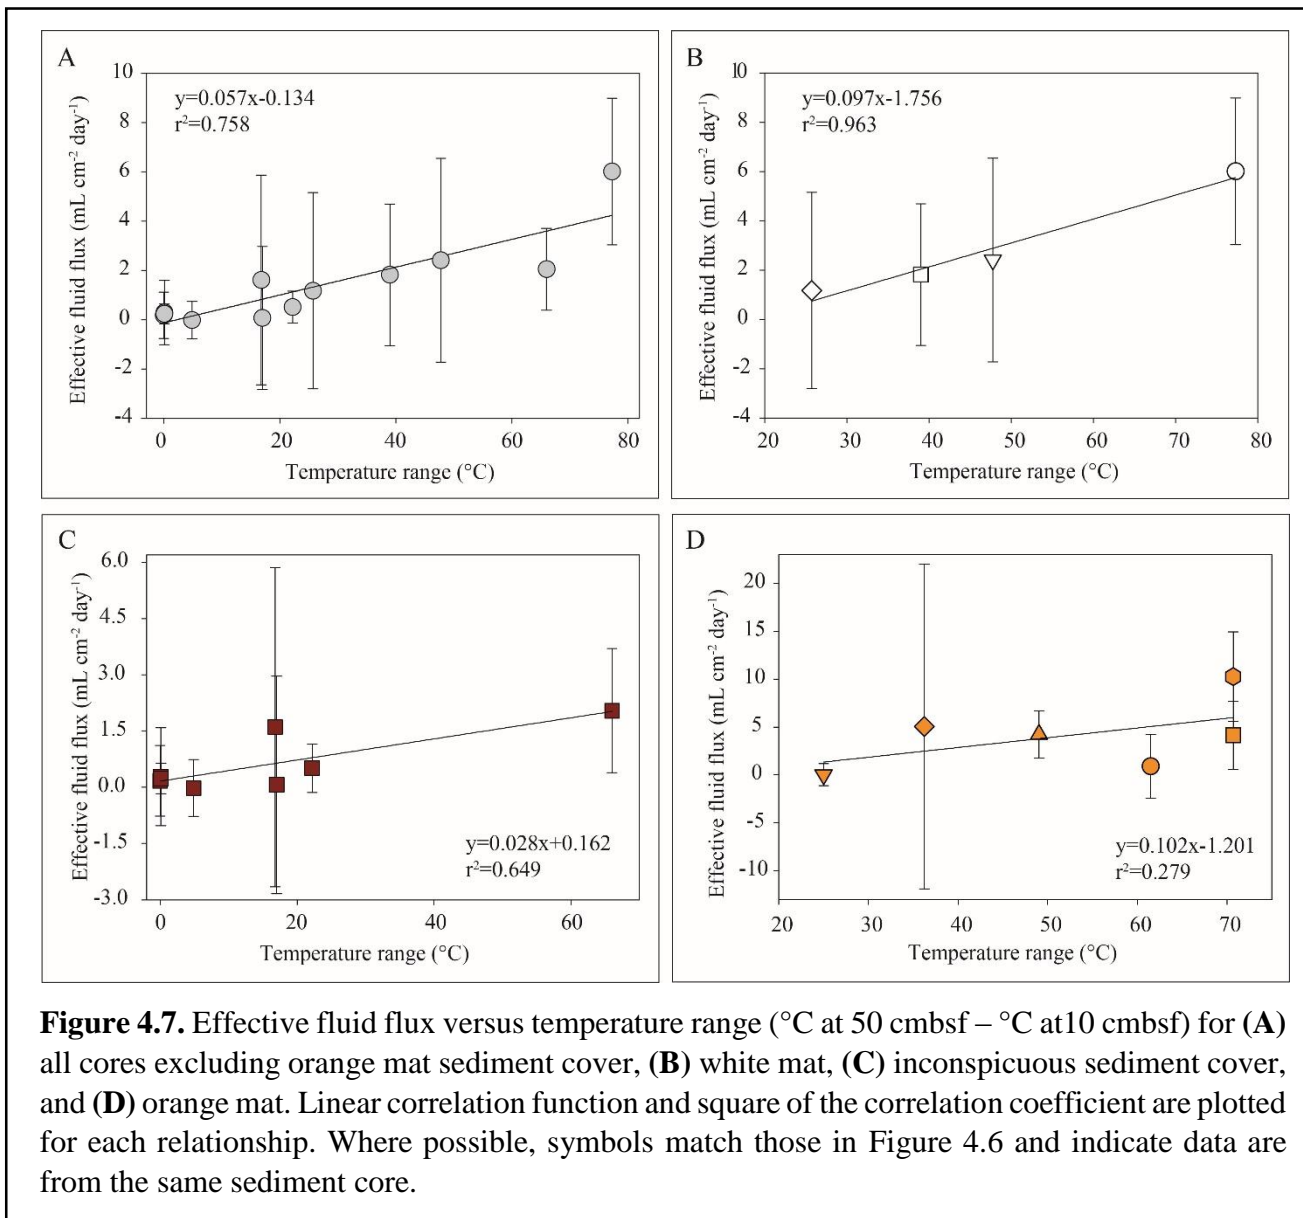 A
10
8
6
4
2
0
-2
-4
Effective fluid flux (mL cm⁻² day⁻¹)
y=0.057x-0.134
r²=0.758
0 20 40 60 80
Temperature range (°C)
B
10
8
6
4
2
0
-2
-4
Effective fluid flux (mL cm⁻² day⁻¹)
y=0.097x-1.756
r²=0.963
20 30 40 50 60 70 80
Temperature range (°C)
C
6.0
4.5
3.0
1.5
0.0
-1.5
-3.0
Effective fluid flux (mL cm⁻² day⁻¹)
y=0.028x+0.162
r²=0.649
0 20 40 60
Temperature range (°C)
D
20
15
10
5
0
-5
-10
Effective fluid flux (mL cm⁻² day⁻¹)
y=0.102x-1.201
r²=0.279
20 30 40 50 60 70
Temperature range (°C)
Figure 4.7. Effective fluid flux versus temperature range (°C at 50 cmbsf – °C at10 cmbsf) for (A)
all cores excluding orange mat sediment cover, (B) white mat, (C) inconspicuous sediment cover,
and (D) orange mat. Linear correlation function and square of the correlation coefficient are plotted
for each relationship. Where possible, symbols match those in Figure 4.6 and indicate data are
from the same sediment core.